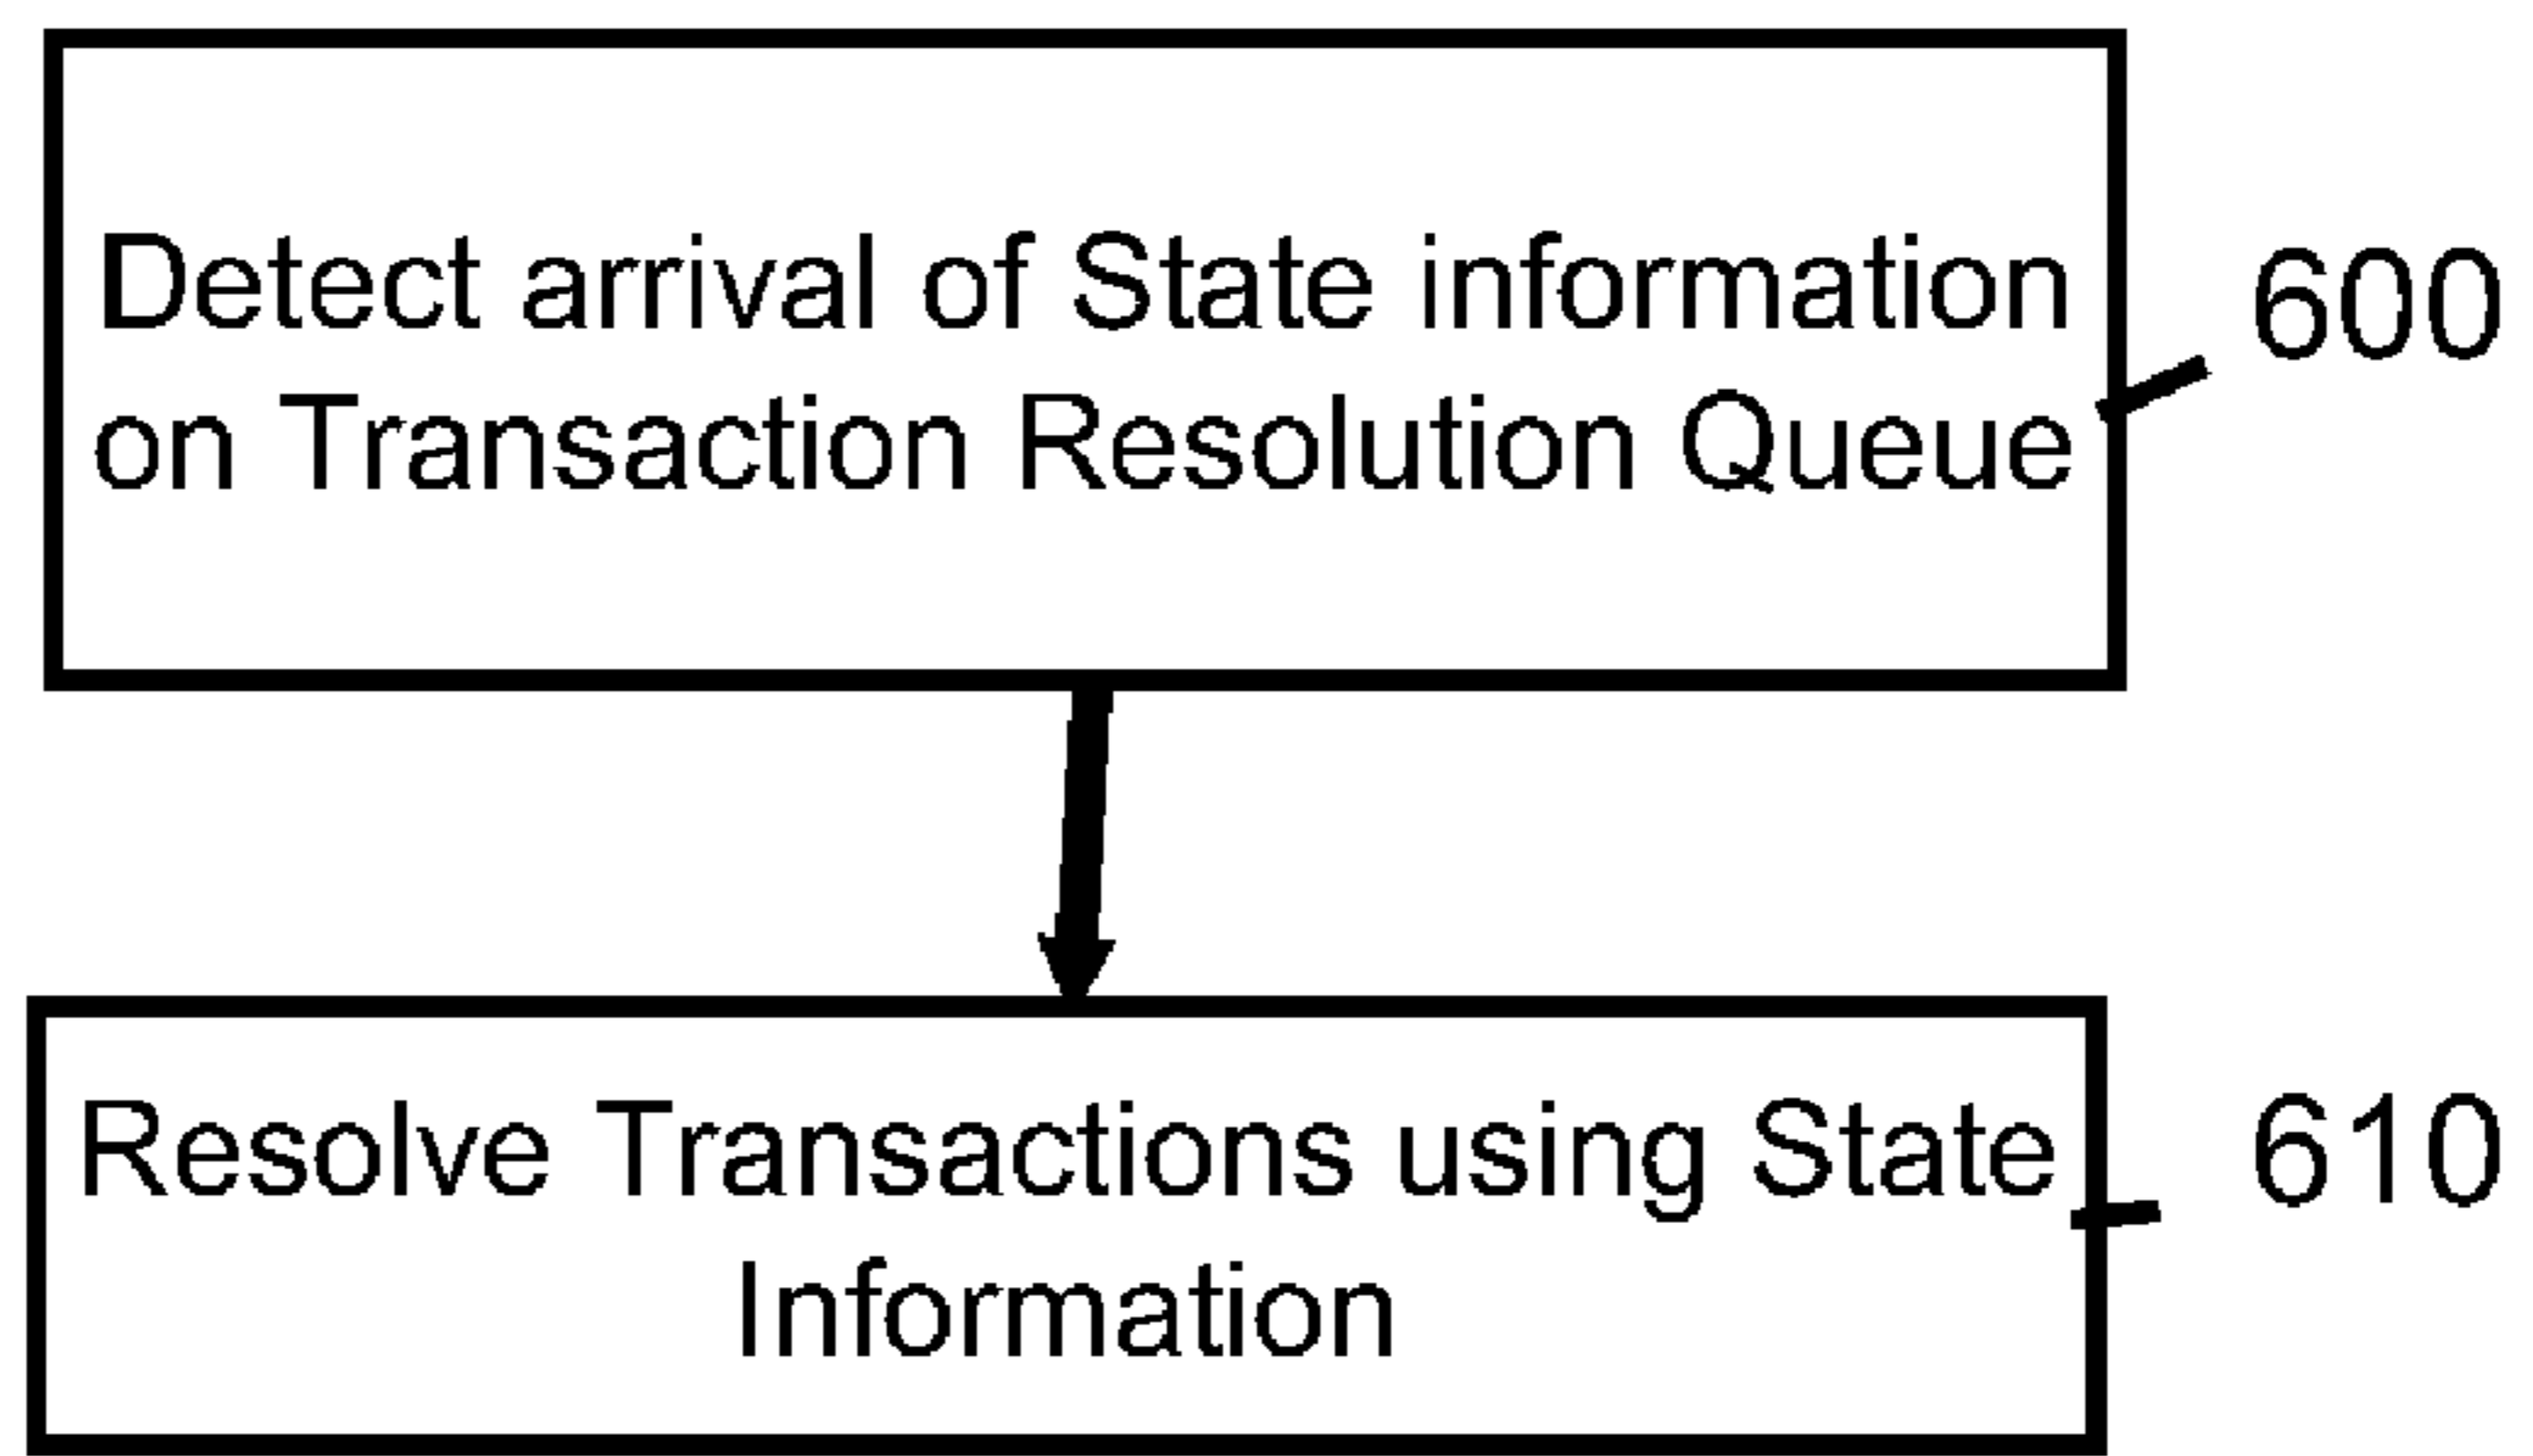 Detect arrival of State information
on Transaction Resolution Queue
600
Resolve Transactions using State
Information
610